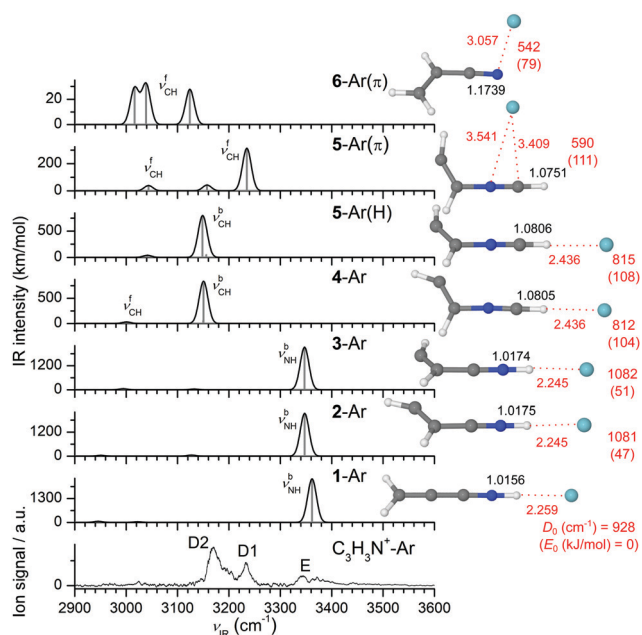 3.057
542
(79)
1.1739
60
40
20
0
ν^f_CH
6-Ar(π)
3.541
3.409
590
(111)
1.0751
200
0
ν^f_CH
ν^f_CH
5-Ar(π)
500
0
ν^b_CH
5-Ar(H)
1.0806
2.436
815
(108)
500
0
ν^f_CH
ν^b_CH
4-Ar
1.0805
2.436
812
(104)
1200
0
ν^b_NH
3-Ar
1.0174
2.245
1082
(51)
1200
0
ν^b_NH
2-Ar
1.0175
2.245
1081
(47)
1300
0
ν^b_NH
1-Ar
1.0156
2.259
D₀ (cm⁻¹) = 928
(E₀ (kJ/mol) = 0)
IR intensity (km/mol)
Ion signal / a.u.
D2
D1
E
C₃H₃N⁺-Ar
0
2900 3000 3100 3200 3300 3400 3500 3600
ν_IR (cm⁻¹)